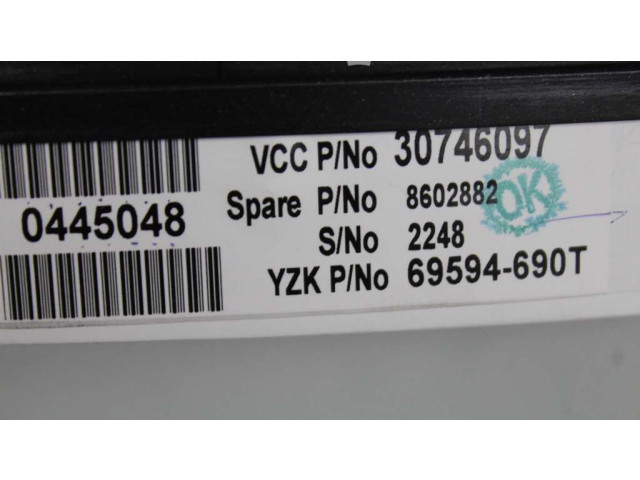 0445048
VCC P/No 30746097
Spare P/No 8602882
OK
S/No 2248
YZK P/No 69594-690T